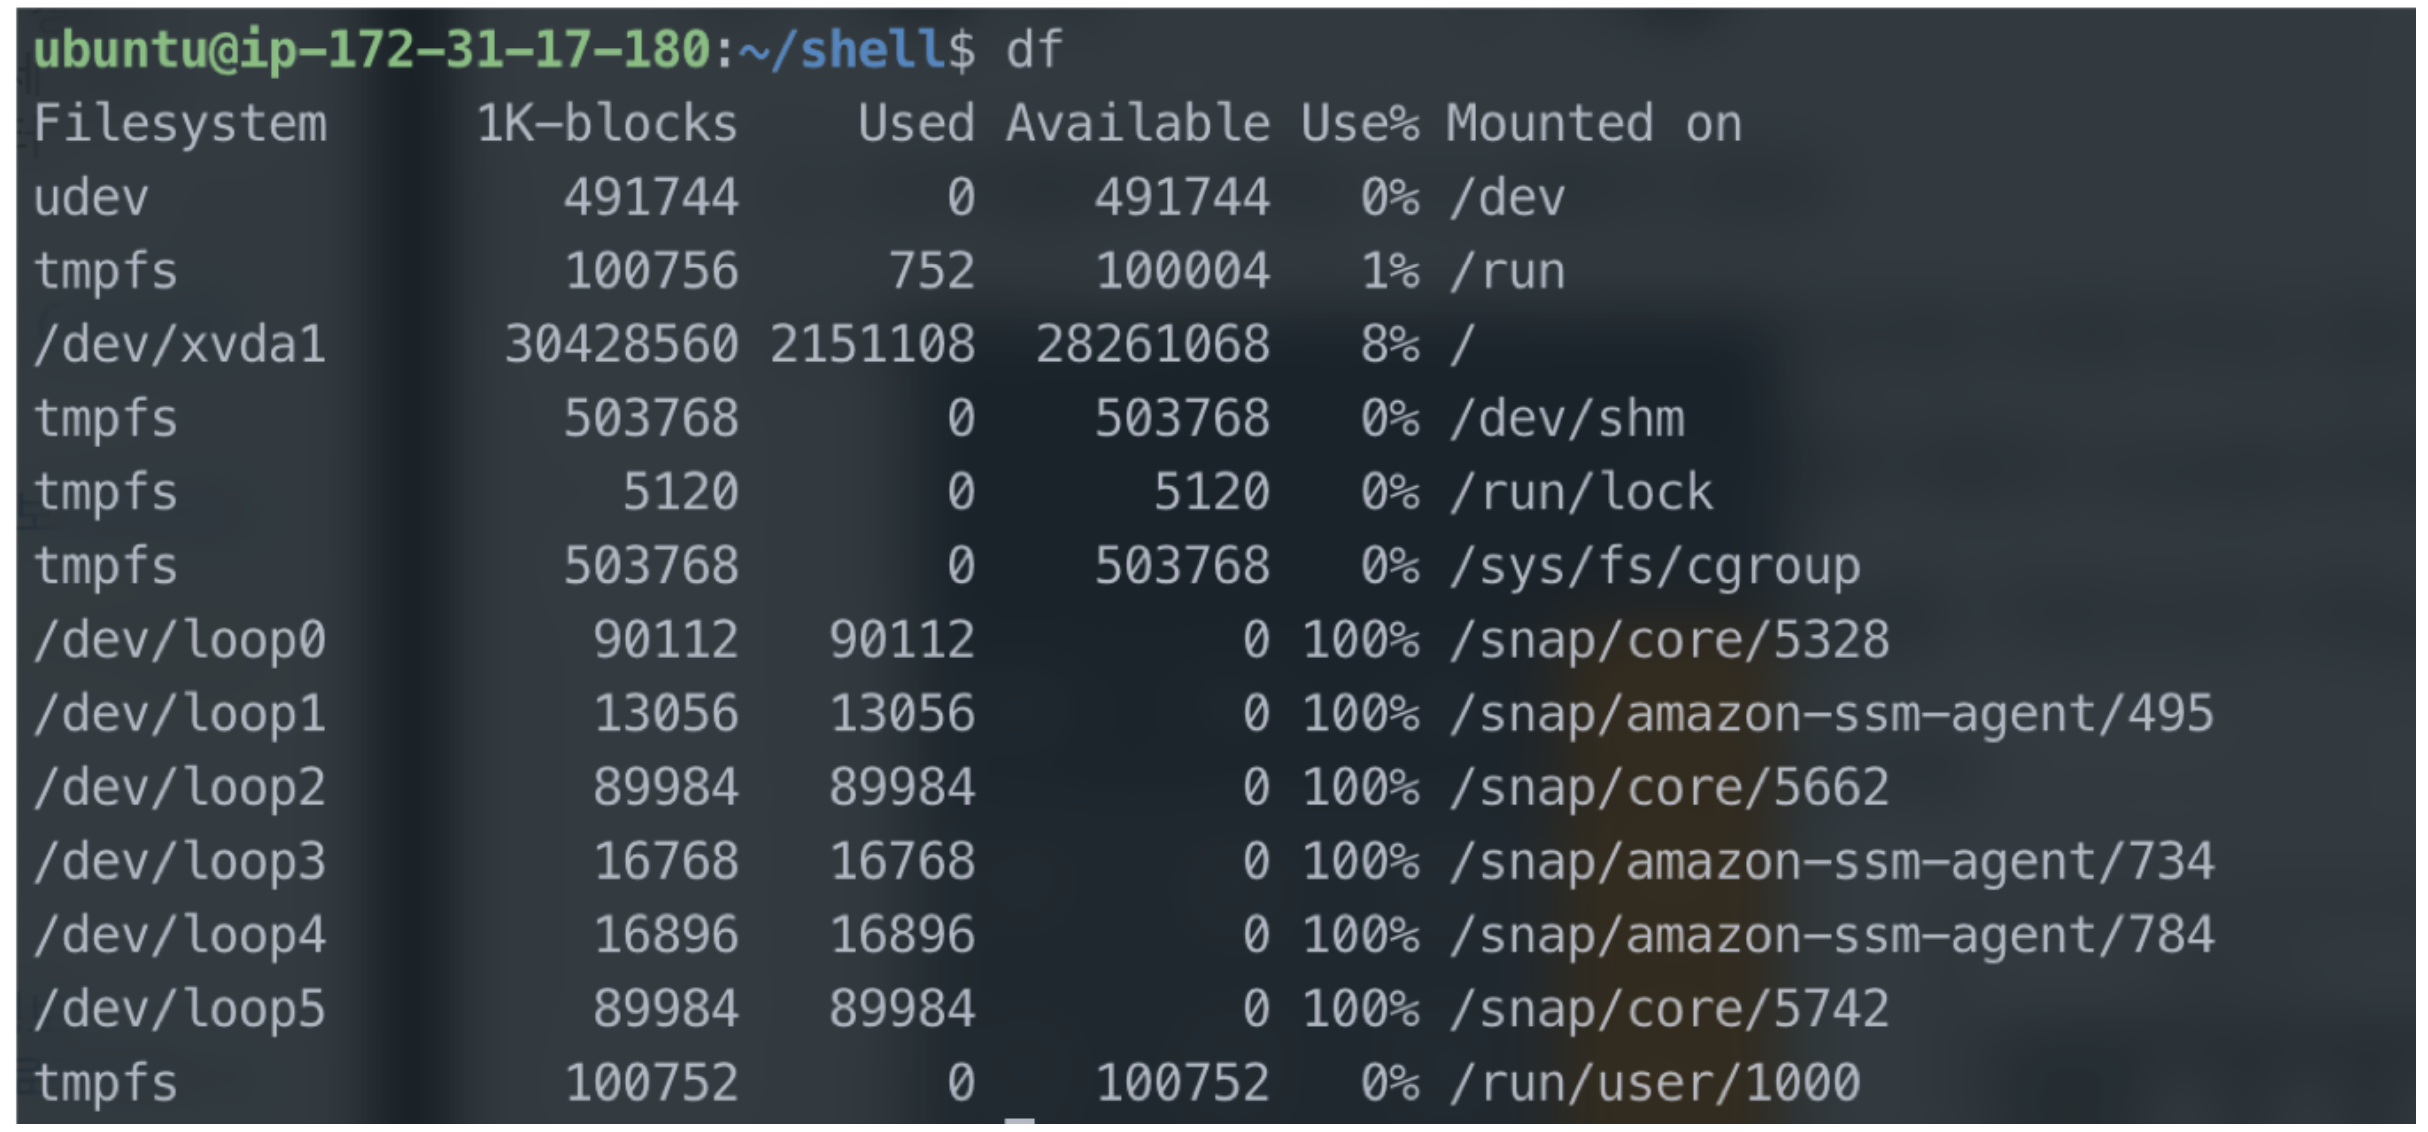 ubuntu@ip-172-31-17-180:~/shell$ df
Filesystem     1K-blocks    Used Available Use% Mounted on
udev              491744       0    491744   0% /dev
tmpfs             100756     752    100004   1% /run
/dev/xvda1      30428560 2151108  28261068   8% /
tmpfs             503768       0    503768   0% /dev/shm
tmpfs               5120       0      5120   0% /run/lock
tmpfs             503768       0    503768   0% /sys/fs/cgroup
/dev/loop0         90112   90112         0 100% /snap/core/5328
/dev/loop1         13056   13056         0 100% /snap/amazon-ssm-agent/495
/dev/loop2         89984   89984         0 100% /snap/core/5662
/dev/loop3         16768   16768         0 100% /snap/amazon-ssm-agent/734
/dev/loop4         16896   16896         0 100% /snap/amazon-ssm-agent/784
/dev/loop5         89984   89984         0 100% /snap/core/5742
tmpfs             100752       0    100752   0% /run/user/1000